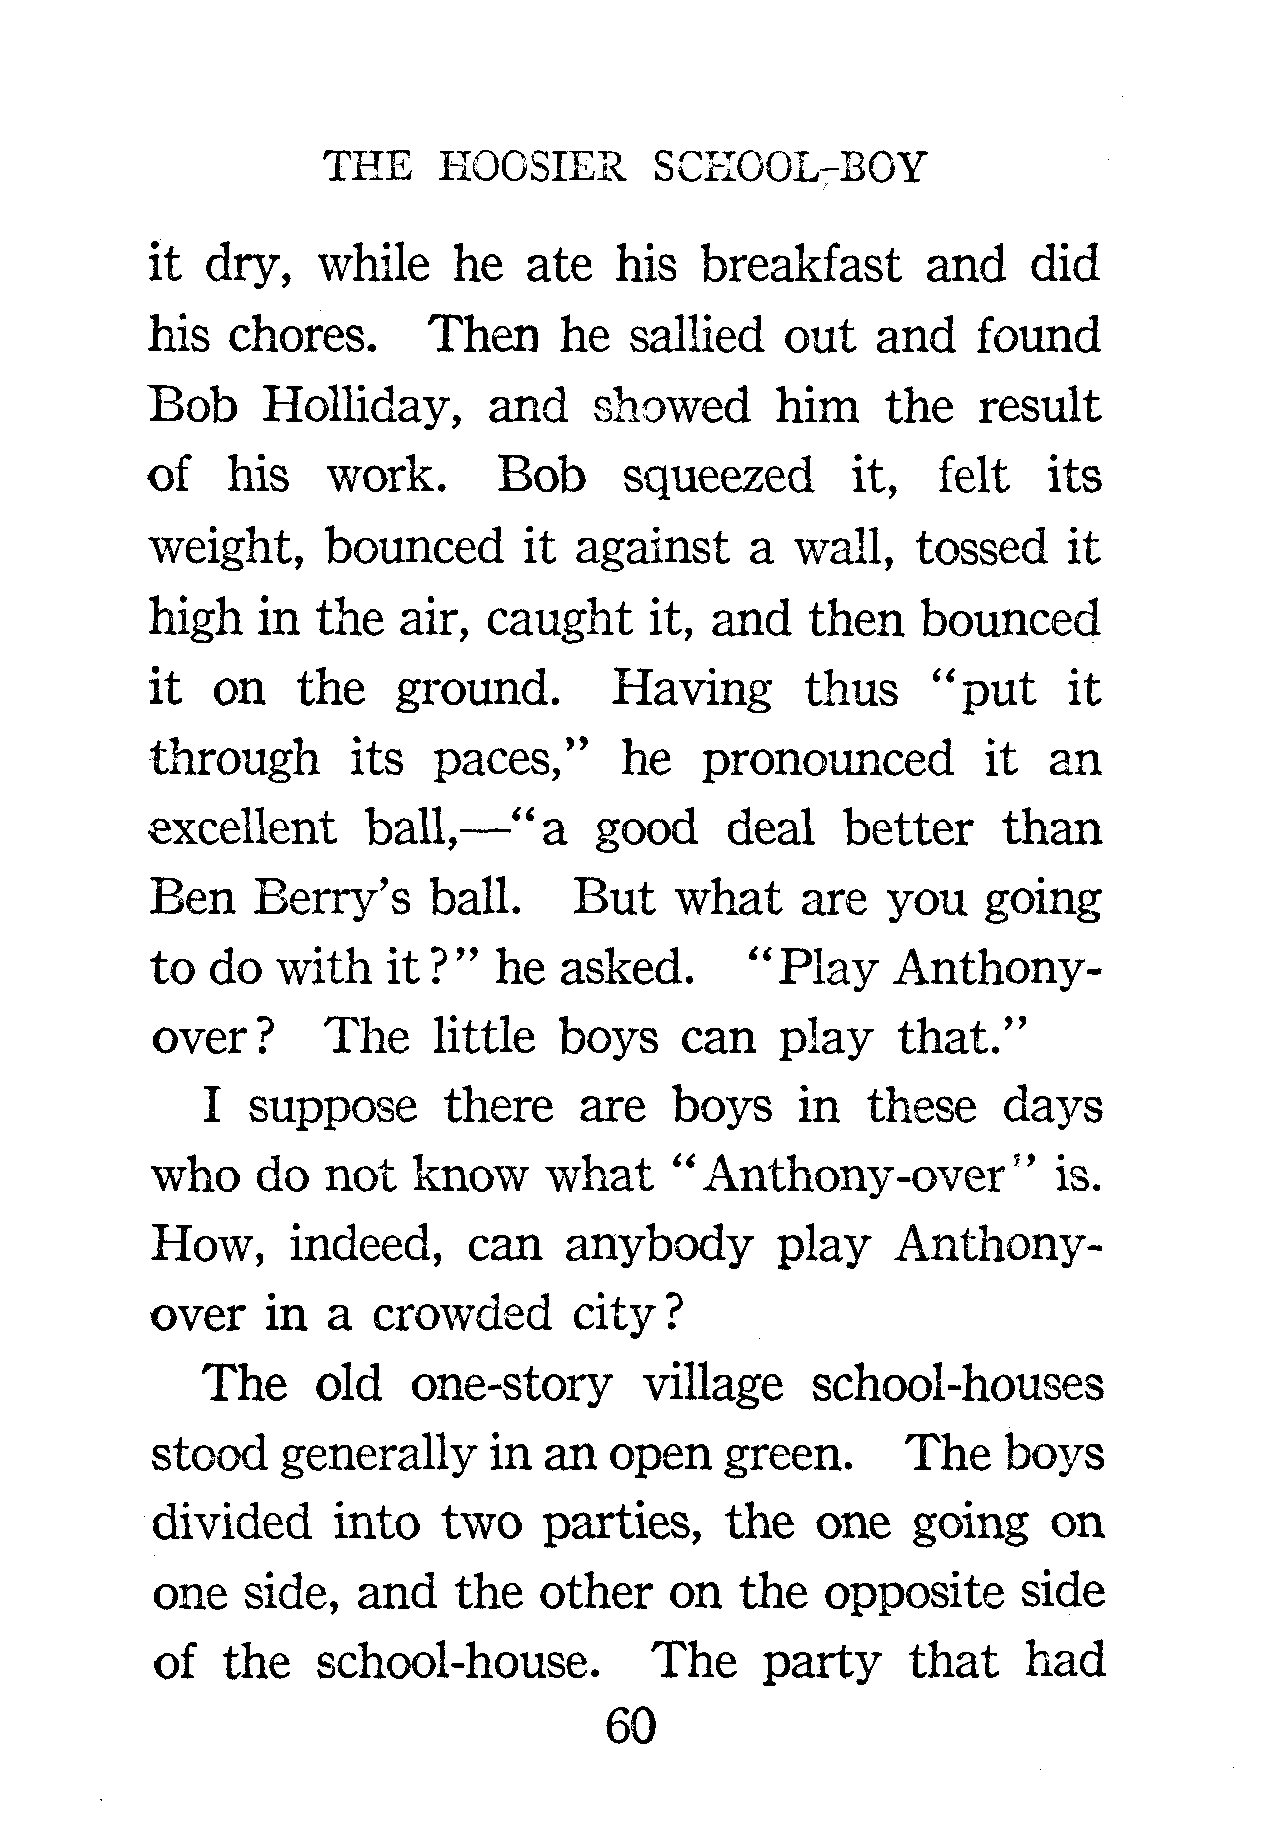 THE HOOSIER SCHOOL-BOY
it dry, while he ate his breakfast and did
his chores. Then he sallied out and found
Bob Holliday, and showed him the result
of his work. Bob squeezed it, felt its
weight, bounced it against a wall, tossed it
high in the air, caught it, and then bounced
it on the ground. Having thus “put it
through its paces,” he pronounced it an
excellent ball,—“a good deal better than
Ben Berry’s ball. But what are you going
to do with it?” he asked. “Play Anthony-
over? The little boys can play that.”
I suppose there are boys in these days
who do not know what “Anthony-over” is.
How, indeed, can anybody play Anthony-
over in a crowded city?
The old one-story village school-houses
stood generally in an open green. The boys
divided into two parties, the one going on
one side, and the other on the opposite side
of the school-house. The party that had
60